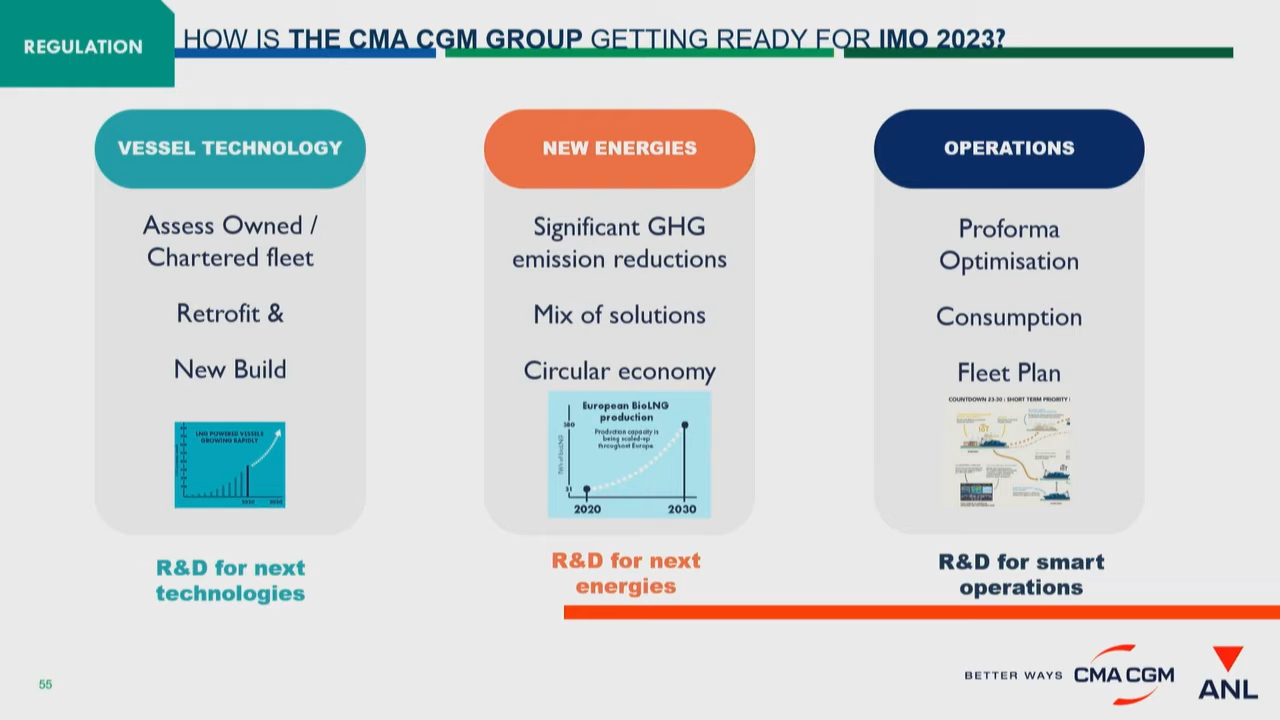 REGULATION
HOW IS THE CMA CGM GROUP GETTING READY FOR IMO 2023?
VESSEL TECHNOLOGY
Assess Owned /
Chartered fleet
Retrofit &
New Build
LNG POWERED VESSELS
GROWING RAPIDLY
2020
R&D for next
technologies
NEW ENERGIES
Significant GHG
emission reductions
Mix of solutions
Circular economy
European BioLNG
production
Production capacity is
being scaled-up
throughout Europe.
380
2020 2030
R&D for next
energies
OPERATIONS
Proforma
Optimisation
Consumption
Fleet Plan
COUNTDOWN 23-30 : SHORT TERM PRIORITY
R&D for smart
operations
BETTER WAYS CMA CGM
ANL
55